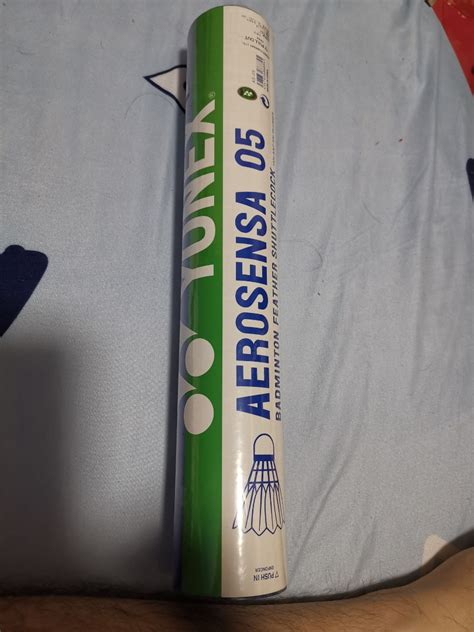 YONEX®
AEROSENSA 05
BADMINTON FEATHER SHUTTLECOCK
▽ PUSH IN